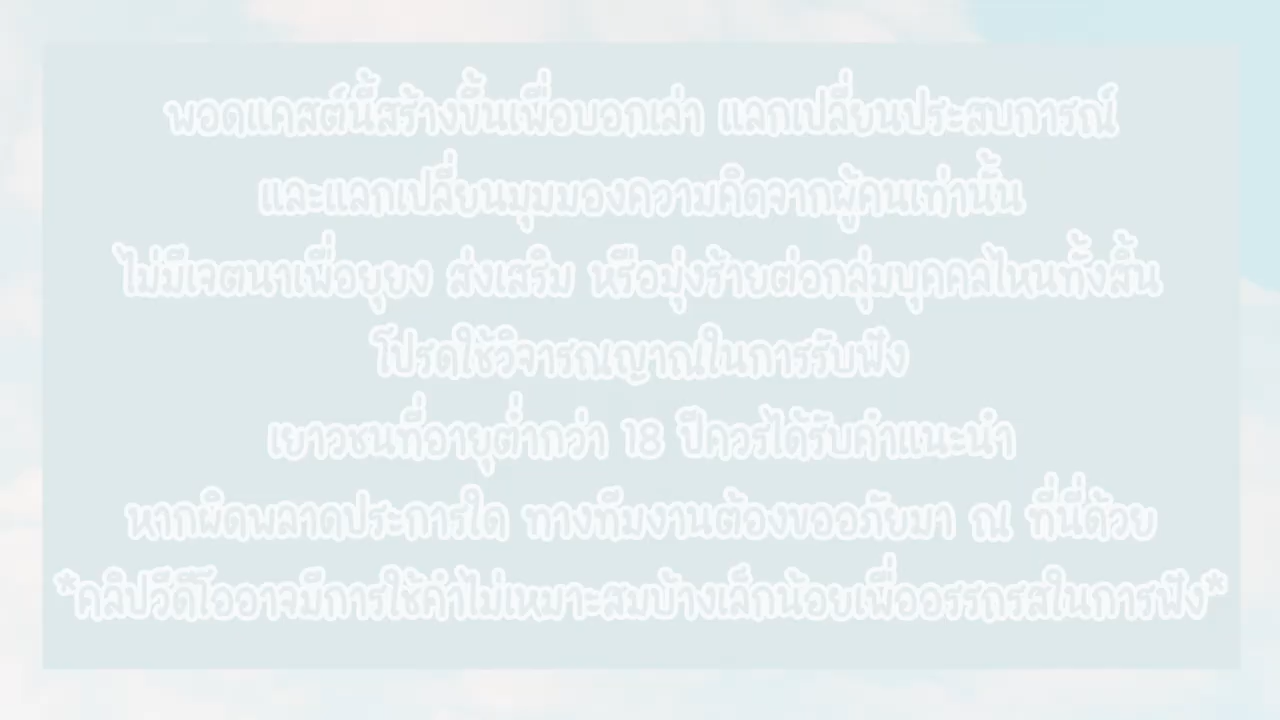 พอดแคสต์นี้สร้างขึ้นเพื่อบอกเล่า แลกเปลี่ยนประสบการณ์
และแลกเปลี่ยนมุมมองความคิดจากผู้คนเท่านั้น
ไม่มีเจตนาเพื่อยุยง ส่งเสริม หรือมุ่งร้ายต่อกลุ่มบุคคลไหนทั้งสิ้น
โปรดใช้วิจารณญาณในการรับฟัง
เยาวชนที่อายุต่ำกว่า 18 ปีควรได้รับคำแนะนำ
หากผิดพลาดประการใด ทางทีมงานต้องขออภัยมา ณ ที่นี่ด้วย
*คลิปวีดีโออาจมีการใช้คำไม่เหมาะสมบ้างเล็กน้อยเพื่ออรรถรสในการฟัง*